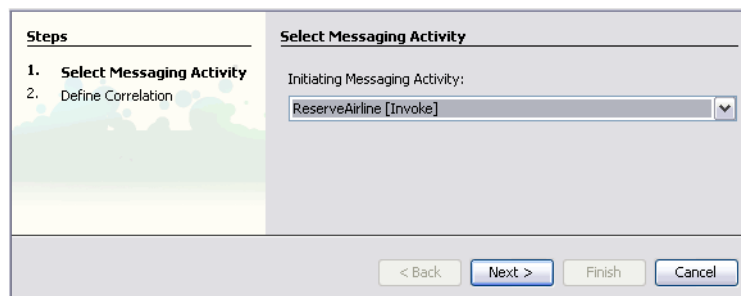 Steps
1. Select Messaging Activity
2. Define Correlation
Select Messaging Activity
Initiating Messaging Activity:
ReserveAirline [Invoke]
< Back Next > Finish Cancel